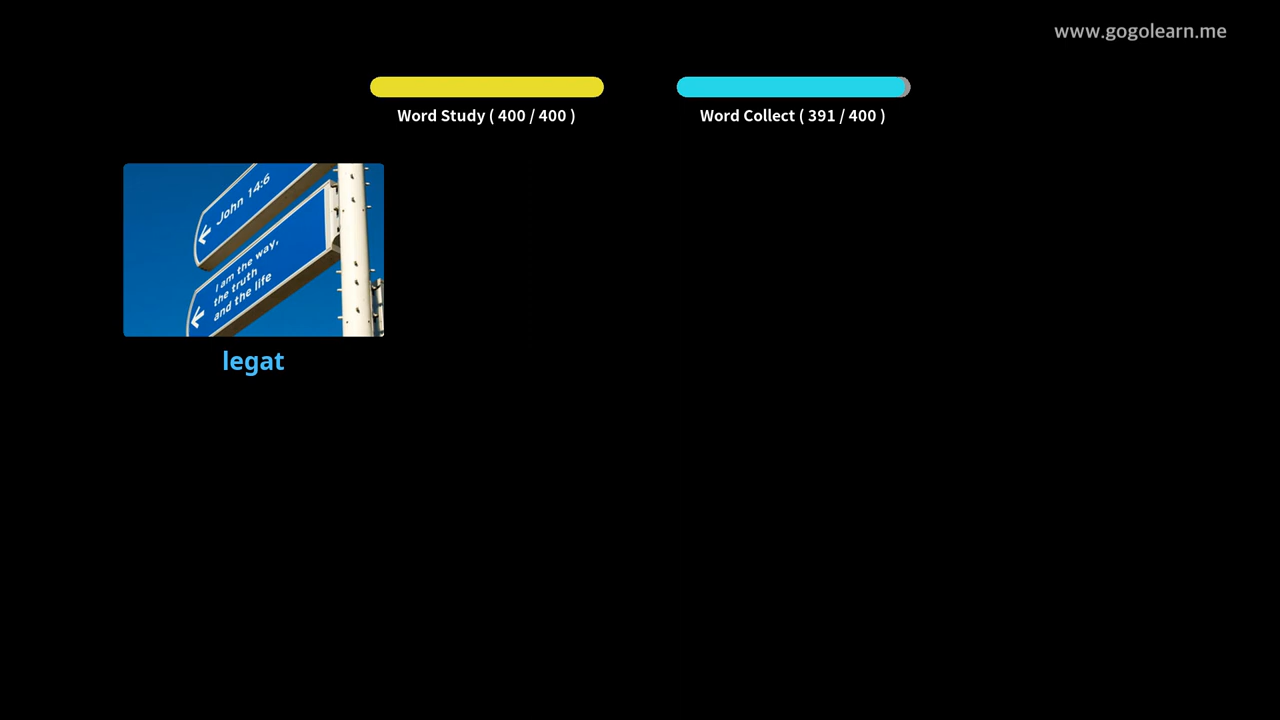 www.gogolearn.me
Word Study ( 400 / 400 )
Word Collect ( 391 / 400 )
John 14:6
I am the way,
the truth
and the life
legat